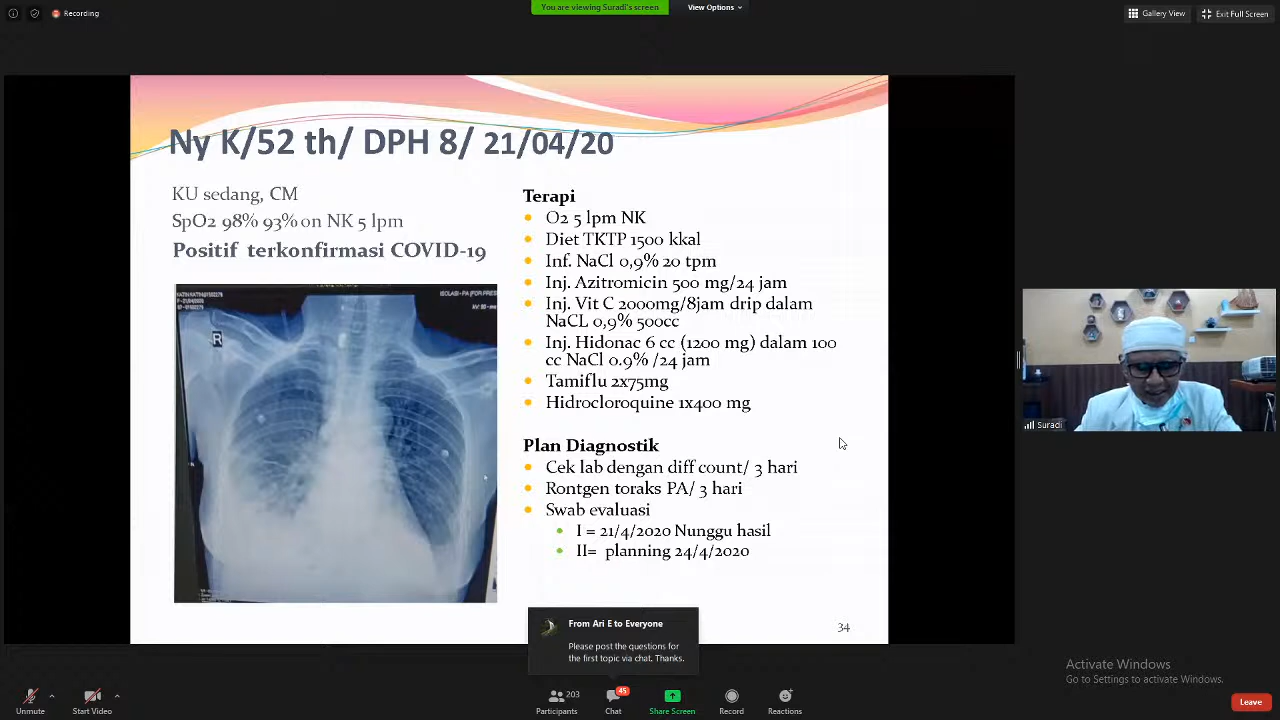 Recording
You are viewing Suradi's screen
View Options
Gallery View
Exit Full Screen
Ny K/52 th/ DPH 8/ 21/04/20
KU sedang, CM
SpO2 98% 93% on NK 5 lpm
Positif terkonfirmasi COVID-19
R
Terapi
O2 5 lpm NK
Diet TKTP 1500 kkal
Inf. NaCl 0,9% 20 tpm
Inj. Azitromicin 500 mg/24 jam
Inj. Vit C 2000mg/8jam drip dalam
NaCL 0,9% 500cc
Inj. Hidonac 6 cc (1200 mg) dalam 100
cc NaCl 0.9% /24 jam
Tamiflu 2x75mg
Hidrocloroquine 1x400 mg
Plan Diagnostik
Cek lab dengan diff count/ 3 hari
Rontgen toraks PA/ 3 hari
Swab evaluasi
I = 21/4/2020 Nunggu hasil
II= planning 24/4/2020
34
Suradi
From Ari E to Everyone
Please post the questions for
the first topic via chat. Thanks.
Activate Windows
Go to Settings to activate Windows.
Unmute
Start Video
203
Participants
45
Chat
Share Screen
Record
Reactions
Leave